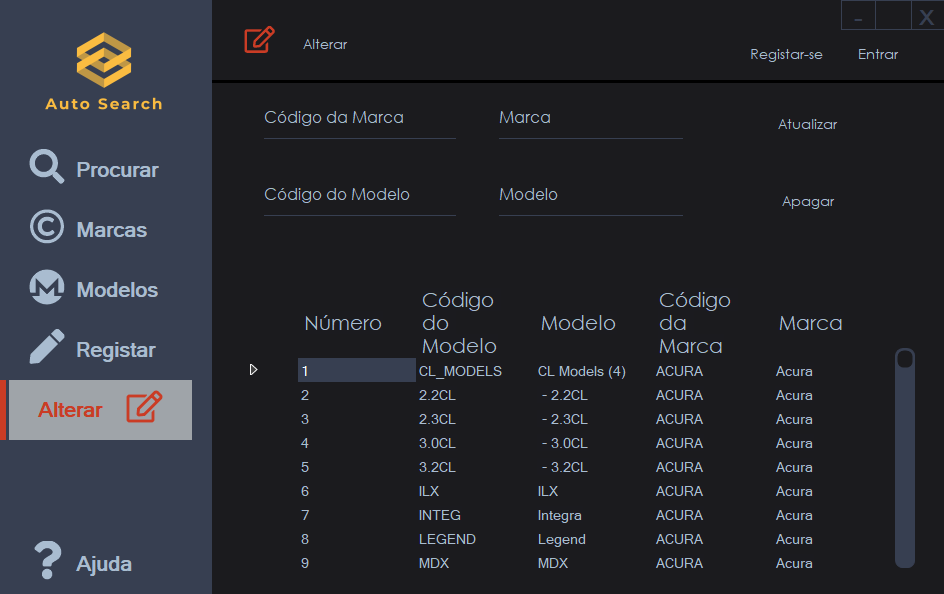 Auto Search
Procurar
Marcas
Modelos
Registar
Alterar
Ajuda
Alterar
- X
Registar-se Entrar
Código da Marca Marca Atualizar
Código do Modelo Modelo Apagar
Número Código do Modelo Modelo Código da Marca Marca
1 CL_MODELS CL Models (4) ACURA Acura
2 2.2CL - 2.2CL ACURA Acura
3 2.3CL - 2.3CL ACURA Acura
4 3.0CL - 3.0CL ACURA Acura
5 3.2CL - 3.2CL ACURA Acura
6 ILX ILX ACURA Acura
7 INTEG Integra ACURA Acura
8 LEGEND Legend ACURA Acura
9 MDX MDX ACURA Acura